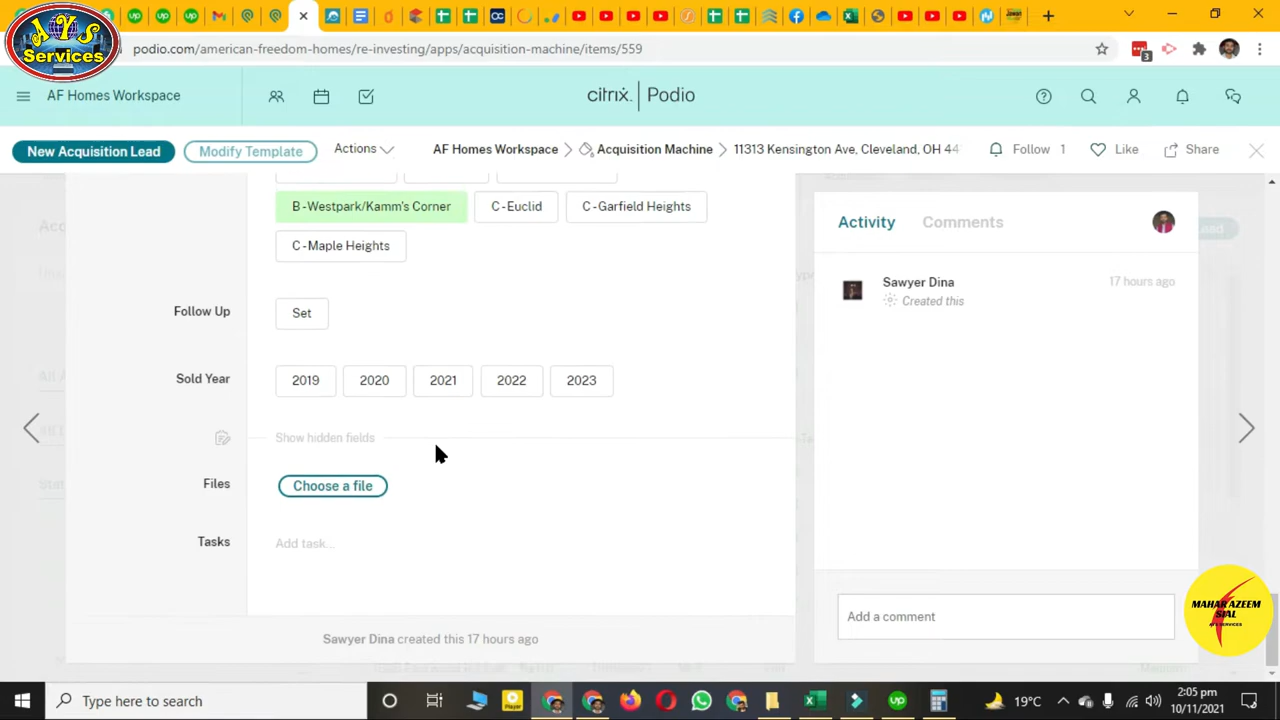 AYS
Services
podio.com/american-freedom-homes/re-investing/apps/acquisition-machine/items/559
3
AF Homes Workspace
citrix | Podio
New Acquisition Lead
Modify Template
Actions
AF Homes Workspace
Acquisition Machine
11313 Kensington Ave, Cleveland, OH 44
Follow 1
Like
Share
B - Westpark/Kamm's Corner
C - Euclid
C - Garfield Heights
C - Maple Heights
Follow Up
Set
Sold Year
2019
2020
2021
2022
2023
Show hidden fields
Files
Choose a file
Tasks
Add task...
Sawyer Dina created this 17 hours ago
Activity
Comments
Sawyer Dina
17 hours ago
Created this
Add a comment
MAHAR AZEEM
SIAL
AYS SERVICES
Type here to search
19°C
2:05 pm
10/11/2021